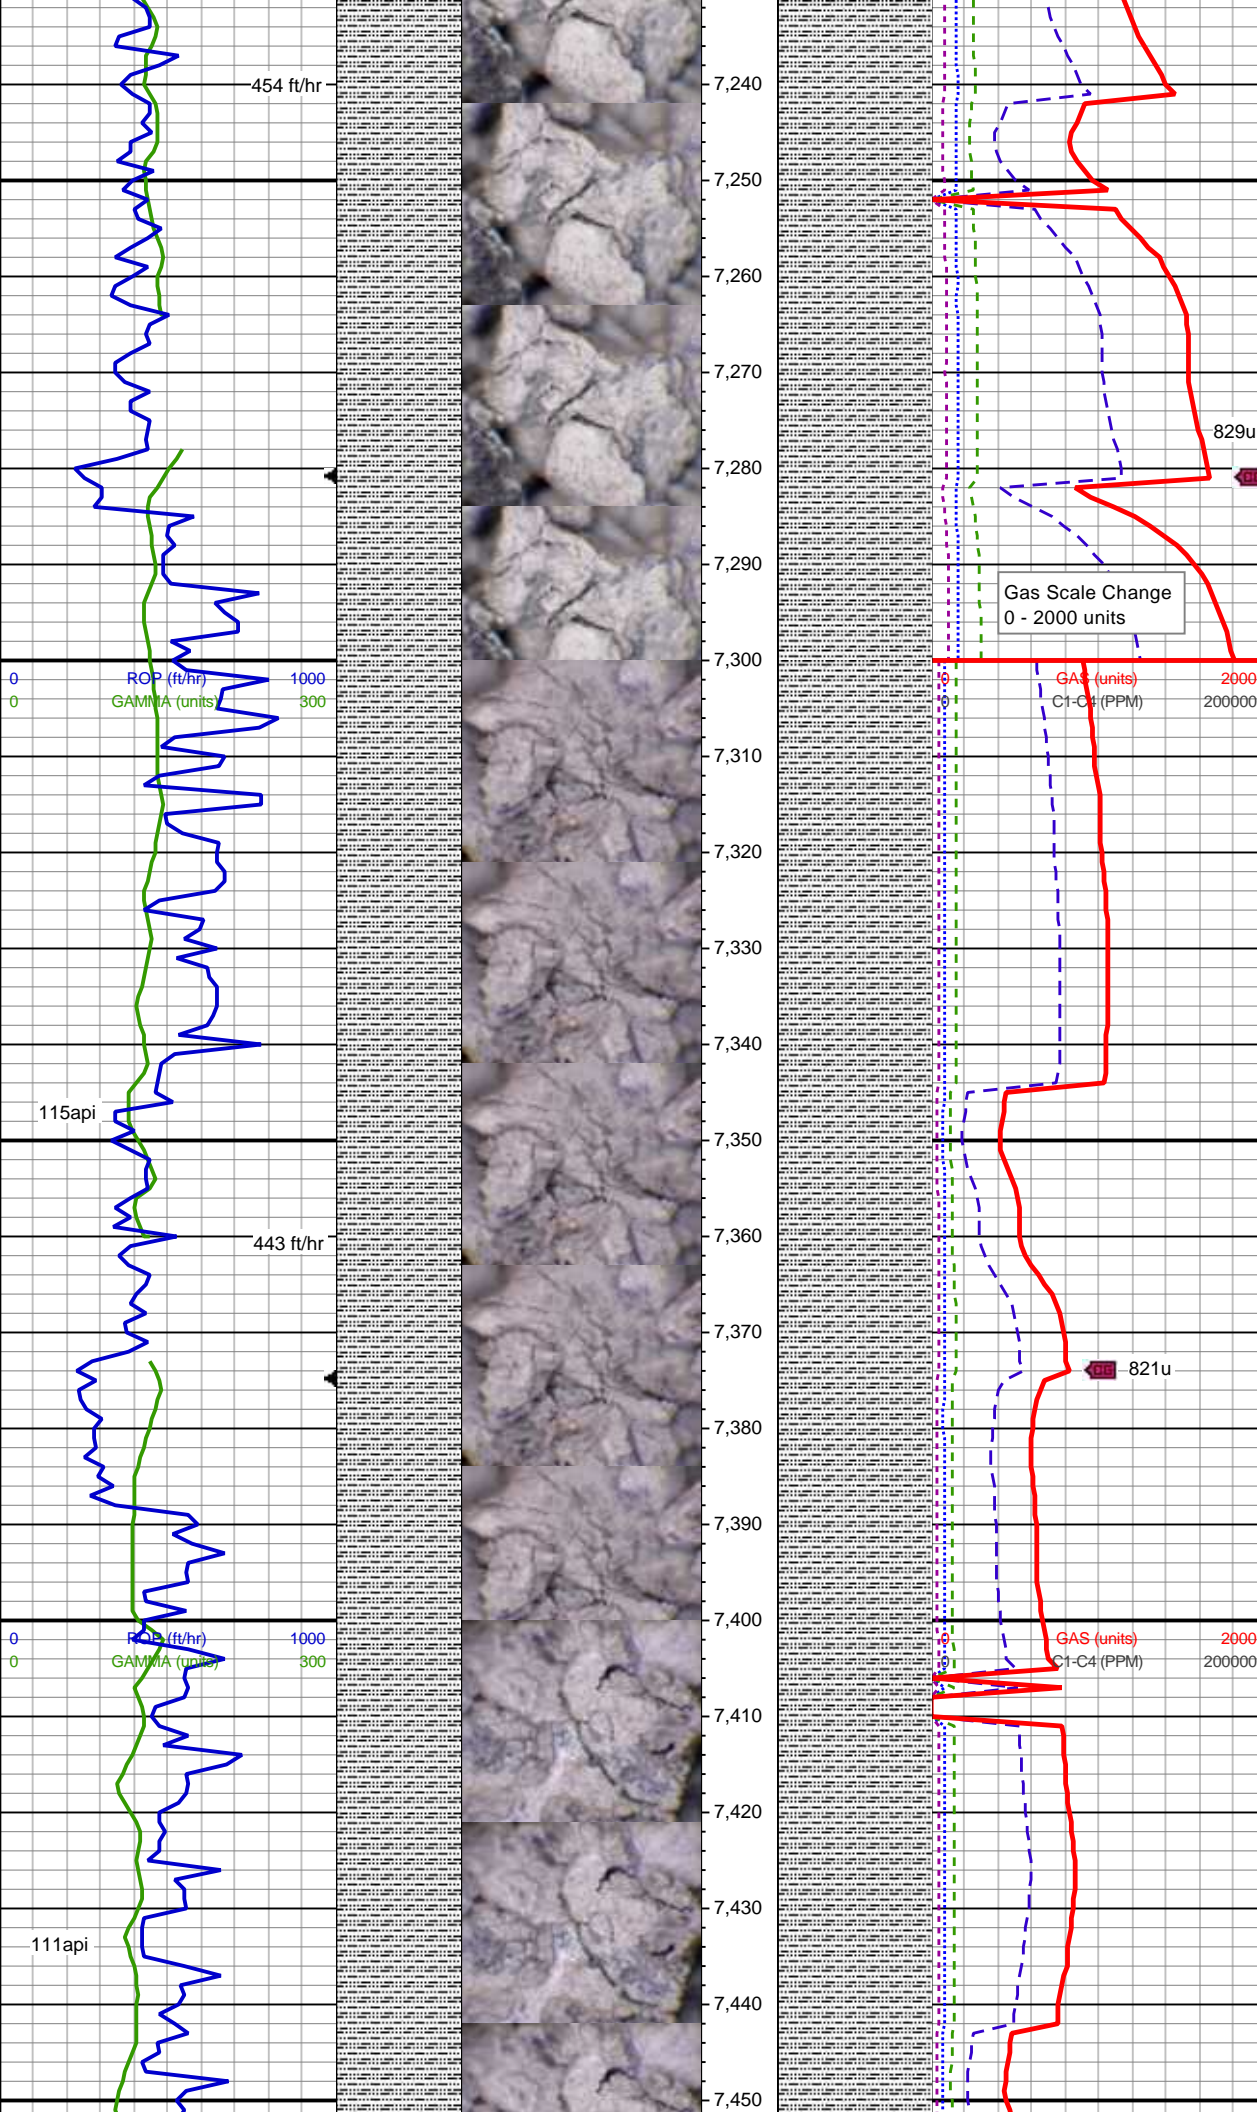 454 ft/hr
7,240
7,250
7,260
7,270
829u
7,280
CG
7,290
Gas Scale Change
0 - 2000 units
7,300
0 ROP (ft/hr) 1000
0 GAMMA (units) 300
0 GAS (units) 2000
0 C1-C4 (PPM) 200000
7,310
7,320
7,330
7,340
115api
7,350
7,360
443 ft/hr
7,370
CG 821u
7,380
7,390
7,400
0 ROP (ft/hr) 1000
0 GAMMA (units) 300
0 GAS (units) 2000
0 C1-C4 (PPM) 200000
7,410
7,420
7,430
111api
7,440
7,450